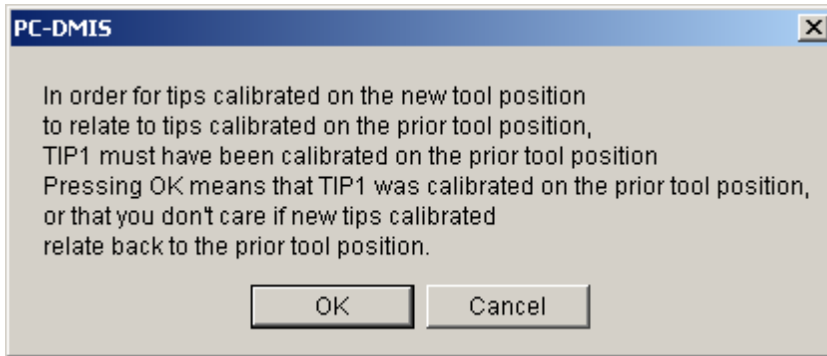 PC-DMIS
In order for tips calibrated on the new tool position
to relate to tips calibrated on the prior tool position,
TIP1 must have been calibrated on the prior tool position
Pressing OK means that TIP1 was calibrated on the prior tool position,
or that you don't care if new tips calibrated
relate back to the prior tool position.
OK
Cancel